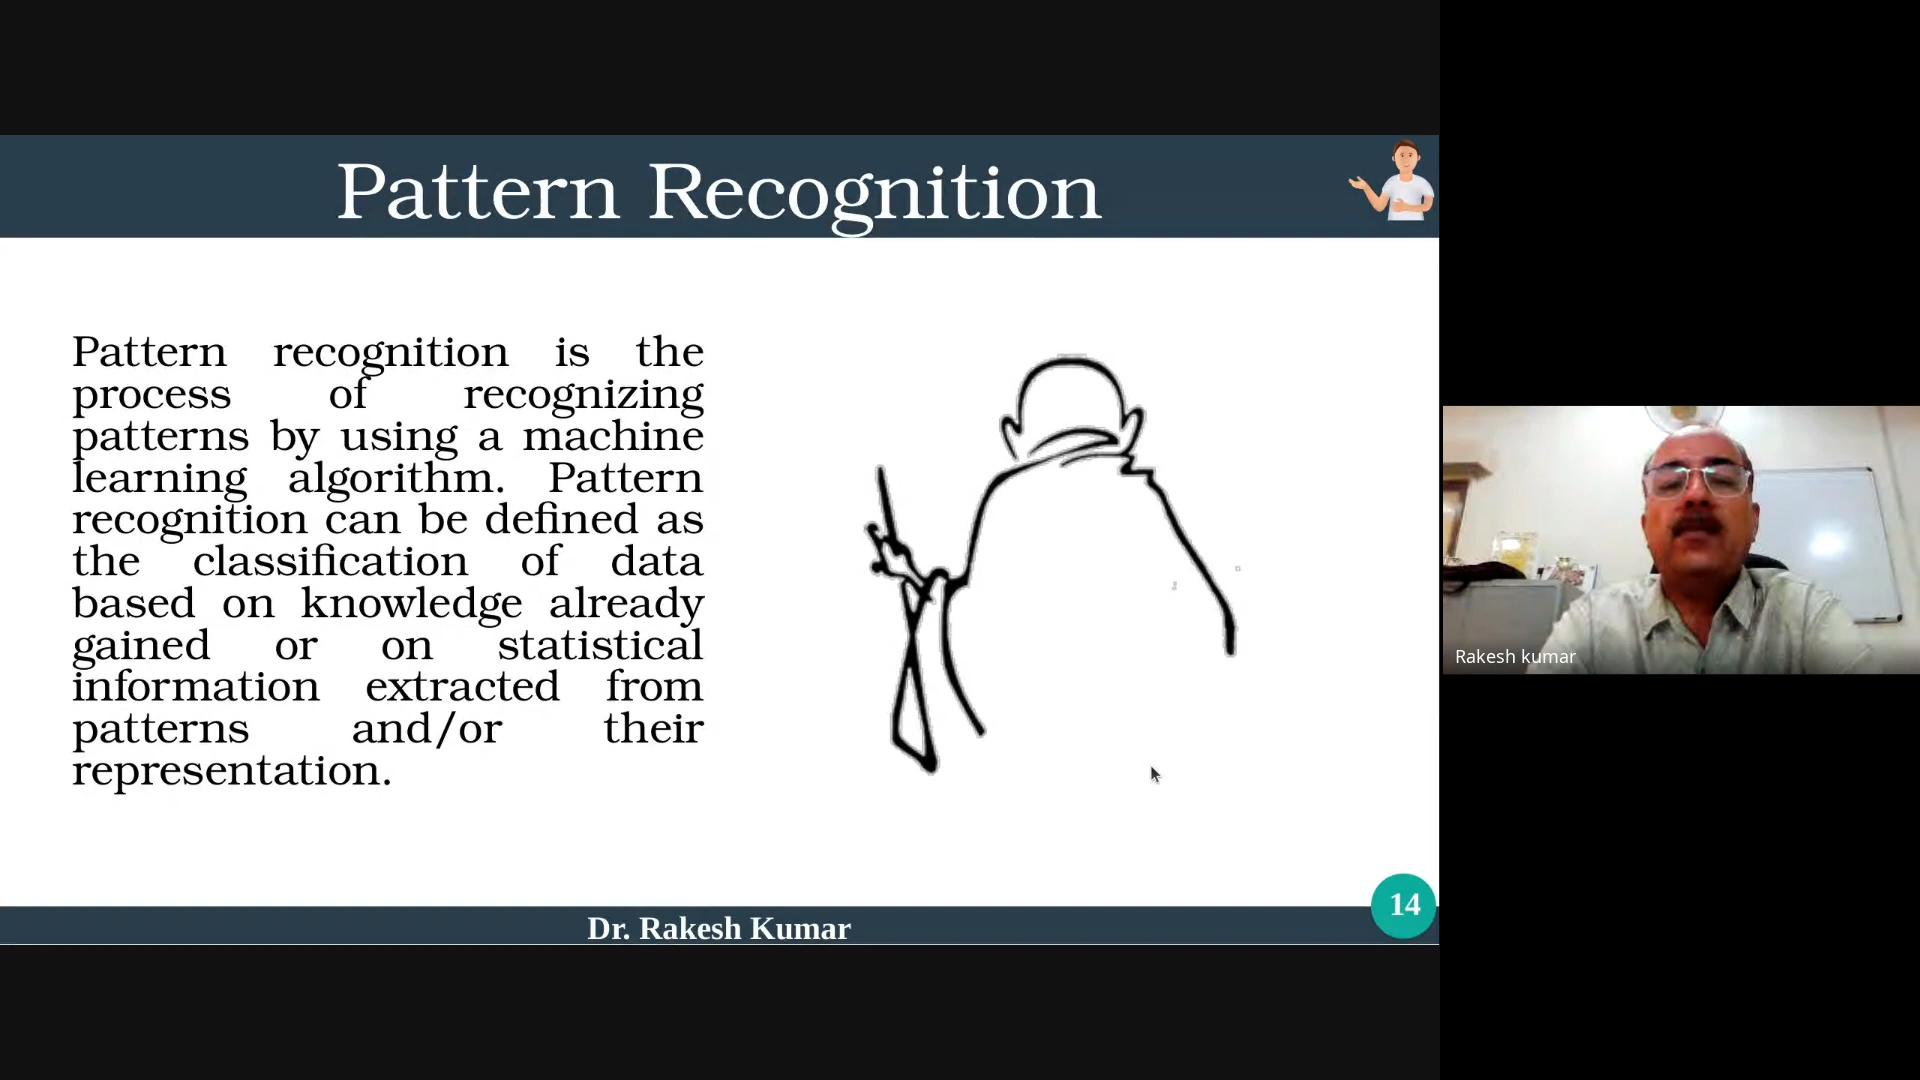 Pattern Recognition
Pattern recognition is the
process of recognizing
patterns by using a machine
learning algorithm. Pattern
recognition can be defined as
the classification of data
based on knowledge already
gained or on statistical
information extracted from
patterns and/or their
representation.
Rakesh kumar
14
Dr. Rakesh Kumar